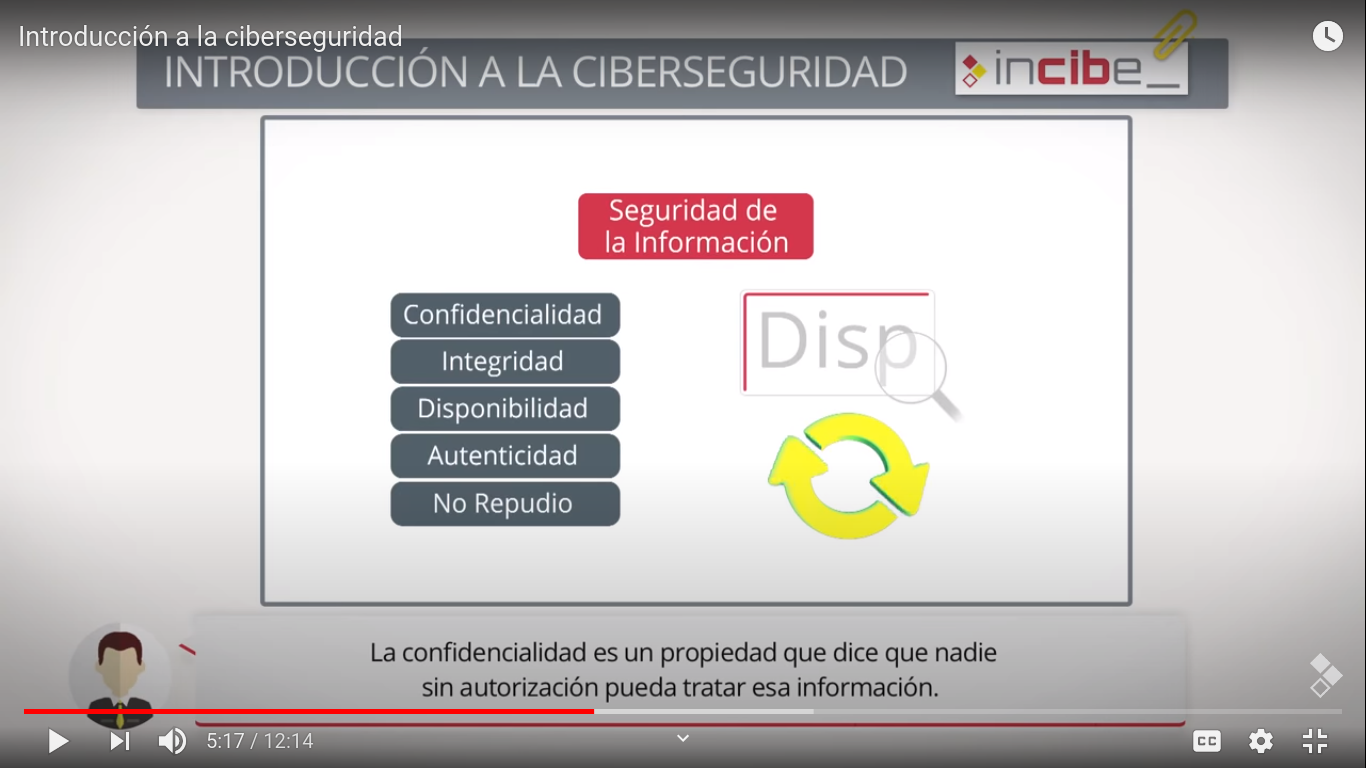 Introducción a la ciberseguridad
INTRODUCCIÓN A LA CIBERSEGURIDAD
incibe_
Seguridad de
la Información
Confidencialidad
Integridad
Disponibilidad
Autenticidad
No Repudio
Disp
La confidencialidad es un propiedad que dice que nadie
sin autorización pueda tratar esa información.
5:17 / 12:14
CC